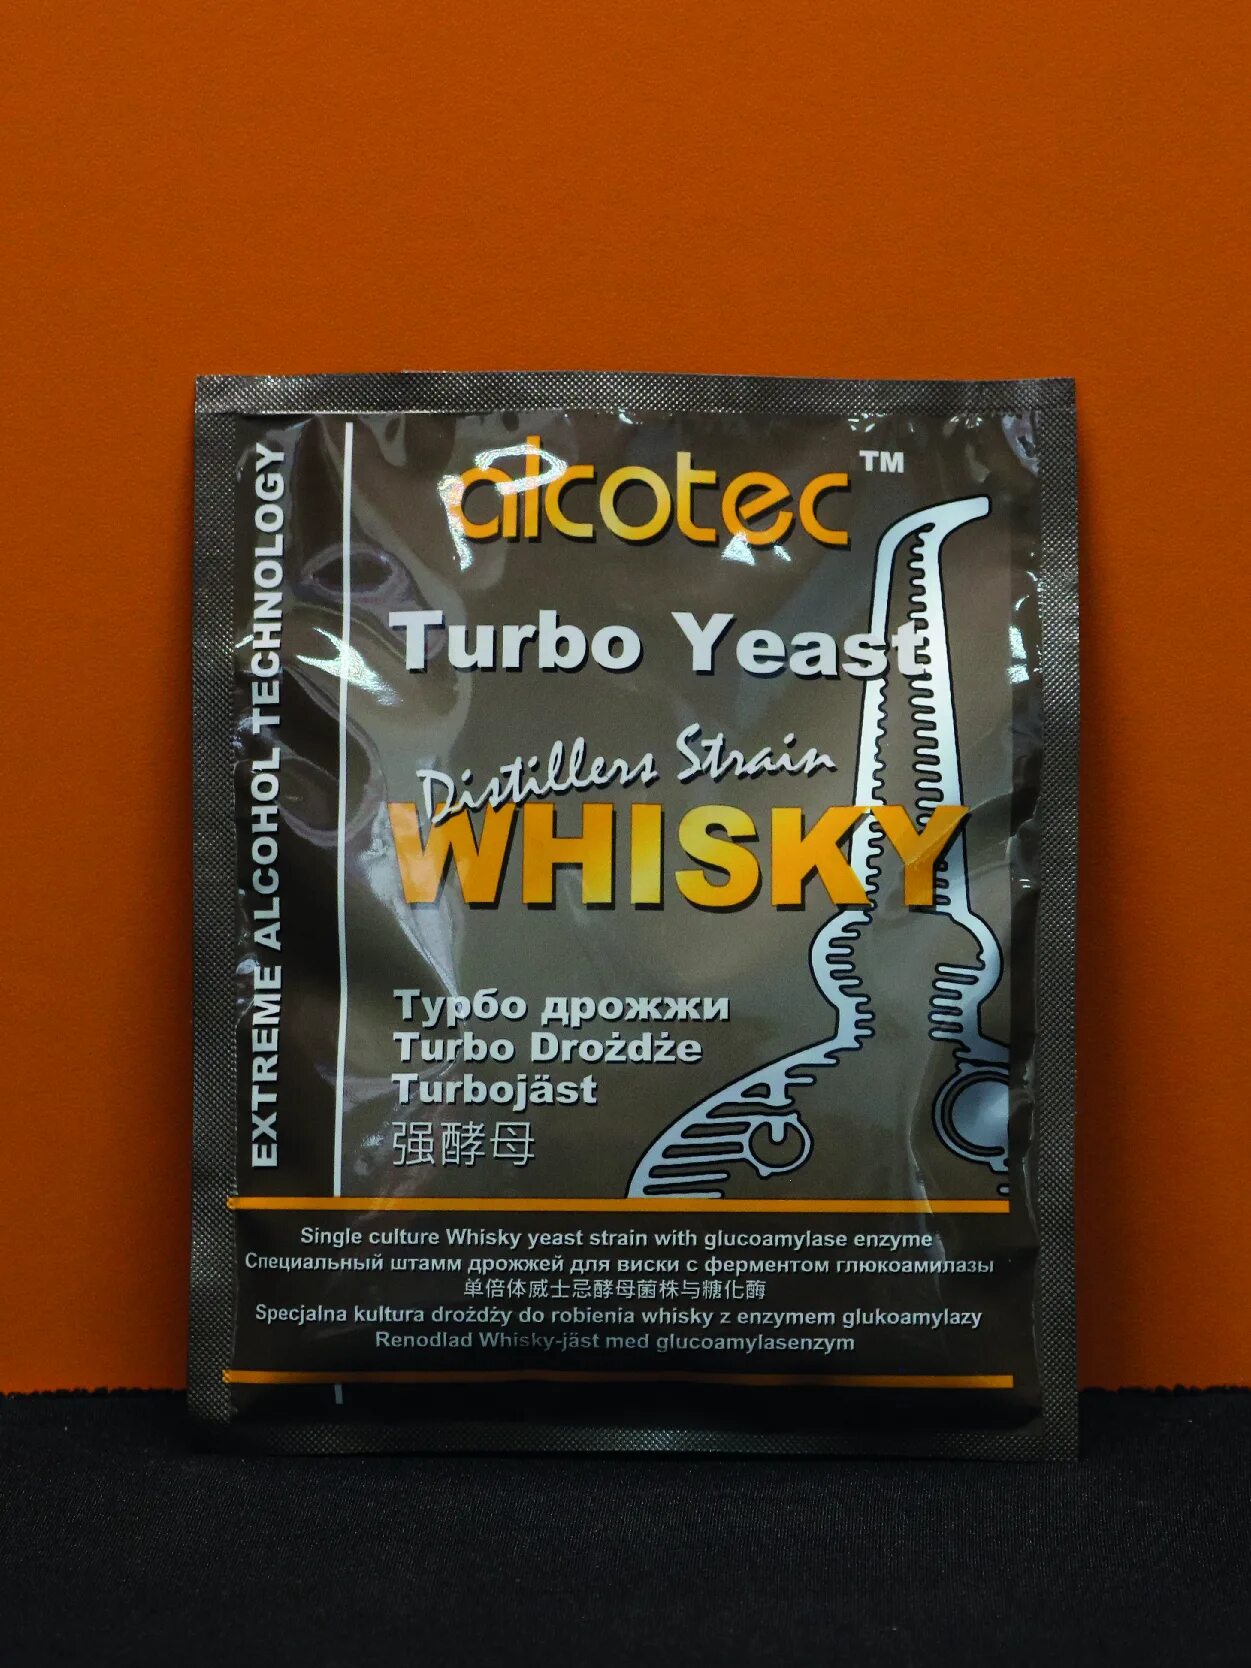 alcotec™
EXTREME ALCOHOL TECHNOLOGY
Turbo Yeast
Distillers Strain
WHISKY
Турбо дрожжи
Turbo Drożdże
Turbojäst
强酵母
Single culture Whisky yeast strain with glucoamylase enzyme
Специальный штамм дрожжей для виски с ферментом глюкоамилазы
单倍体威士忌酵母菌株与糖化酶
Specjalna kultura drożdży do robienia whisky z enzymem glukoamylazy
Renodlad Whisky-jäst med glucoamylasenzym